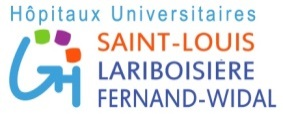 Hôpitaux Universitaires
SAINT-LOUIS
LARIBOISIÈRE
FERNAND-WIDAL